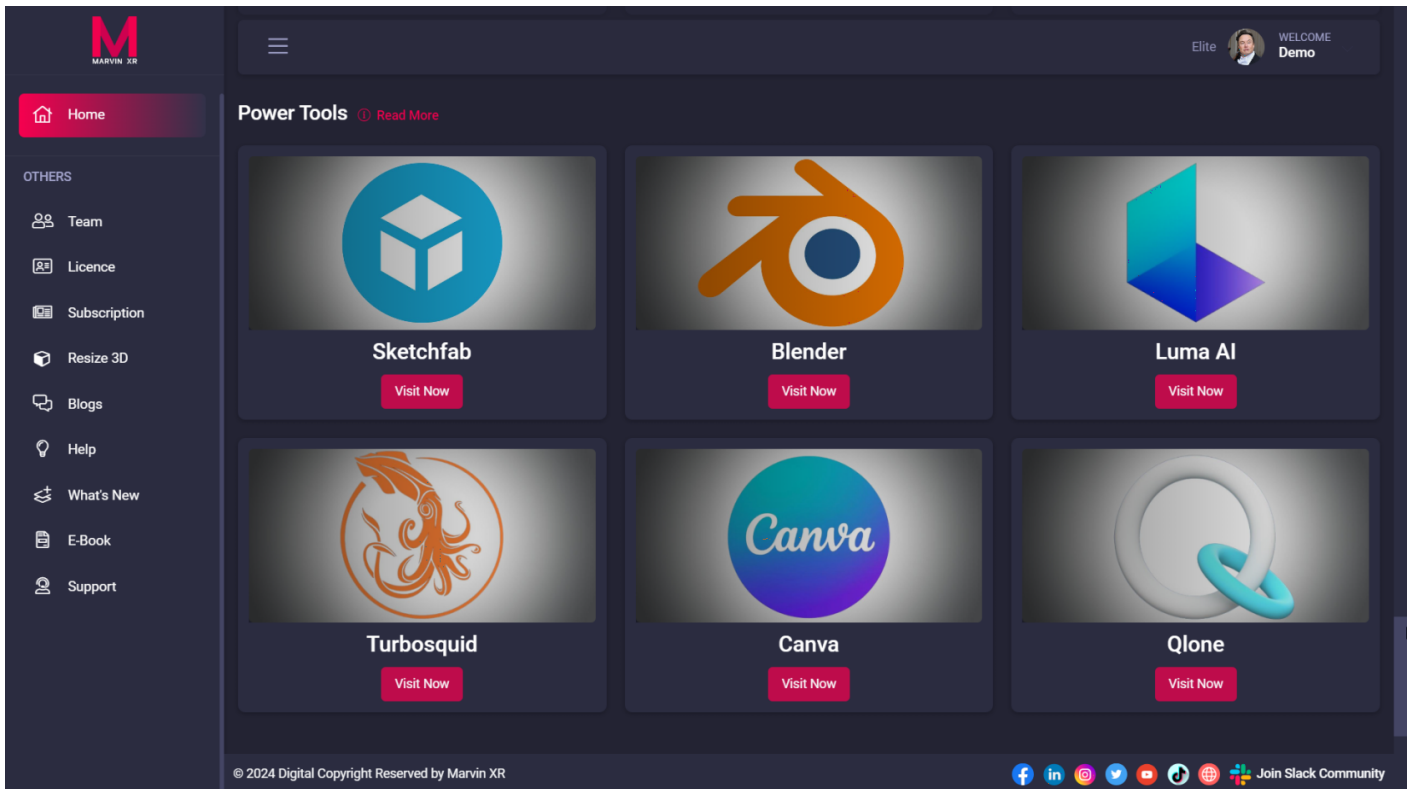 M
MARVIN XR
Elite
WELCOME
Demo
Home
OTHERS
Team
Licence
Subscription
Resize 3D
Blogs
Help
What's New
E-Book
Support
Power Tools Read More
Sketchfab
Visit Now
Blender
Visit Now
Luma AI
Visit Now
Turbosquid
Visit Now
Canva
Canva
Visit Now
Qlone
Visit Now
© 2024 Digital Copyright Reserved by Marvin XR
Join Slack Community